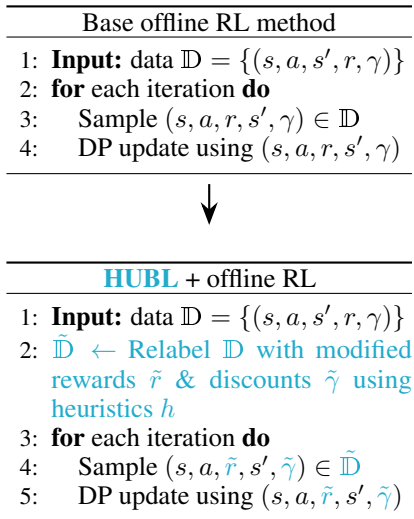 Base offline RL method
1: Input: data 𝔻 = {(s, a, s′, r, γ)}
2: for each iteration do
3: Sample (s, a, r, s′, γ) ∈ 𝔻
4: DP update using (s, a, r, s′, γ)
HUBL + offline RL
1: Input: data 𝔻 = {(s, a, s′, r, γ)}
2: 𝔻̃ ← Relabel 𝔻 with modified
rewards r̃ & discounts γ̃ using
heuristics h
3: for each iteration do
4: Sample (s, a, r̃, s′, γ̃) ∈ 𝔻̃
5: DP update using (s, a, r̃, s′, γ̃)